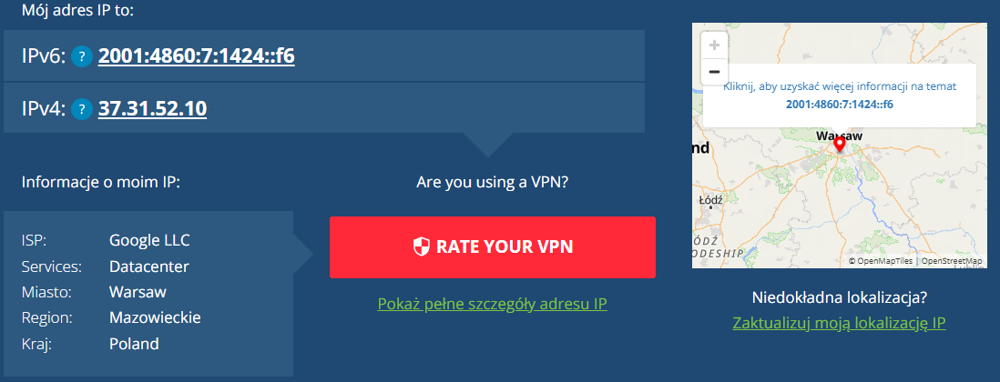 Mój adres IP to:
IPv6: ? 2001:4860:7:1424::f6
IPv4: ? 37.31.52.10
Informacje o moim IP:
ISP: Google LLC
Services: Datacenter
Miasto: Warsaw
Region: Mazowieckie
Kraj: Poland
Are you using a VPN?
RATE YOUR VPN
Pokaż pełne szczegóły adresu IP
+
−
Kliknij, aby uzyskać więcej informacji na temat
2001:4860:7:1424::f6
Warsaw
nd
Łódź
ÓDŹ
ODESHIP
Lublin
© OpenMapTiles | OpenStreetMap
Niedokładna lokalizacja?
Zaktualizuj moją lokalizację IP